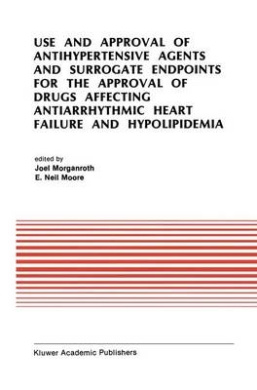 USE AND APPROVAL OF
ANTIHYPERTENSIVE AGENTS
AND SURROGATE ENDPOINTS
FOR THE APPROVAL OF
DRUGS AFFECTING
ANTIARRHYTHMIC HEART
FAILURE AND HYPOLIPIDEMIA
edited by
Joel Morganroth
E. Neil Moore
Kluwer Academic Publishers